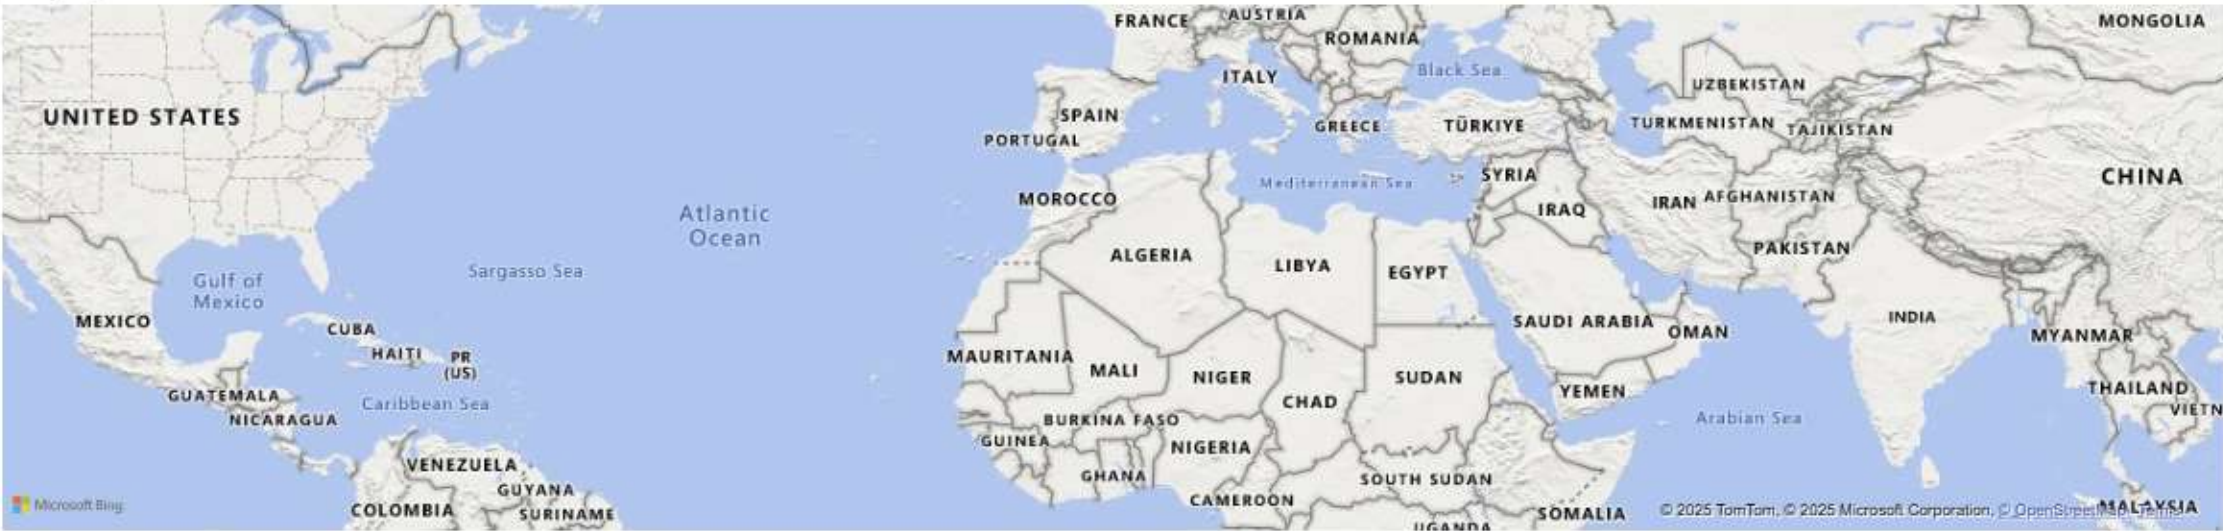 FRANCE
AUSTRIA
MONGOLIA
ROMANIA
Black Sea
ITALY
UZBEKISTAN
UNITED STATES
SPAIN
GREECE
TÜRKIYE
TURKMENISTAN
TAJIKISTAN
PORTUGAL
SYRIA
CHINA
Mediterranean Sea
MOROCCO
IRAN
AFGHANISTAN
IRAQ
Atlantic
Ocean
PAKISTAN
ALGERIA
LIBYA
EGYPT
Sargasso Sea
Gulf of
Mexico
MEXICO
CUBA
SAUDI ARABIA
OMAN
INDIA
MYANMAR
HAITI
PR
(US)
MAURITANIA
MALI
NIGER
SUDAN
CHAD
YEMEN
THAILAND
GUATEMALA
Caribbean Sea
NICARAGUA
BURKINA FASO
Arabian Sea
VIETN
GUINEA
NIGERIA
VENEZUELA
GHANA
SOUTH SUDAN
GUYANA
CAMEROON
COLOMBIA
SURINAME
SOMALIA
UGANDA
MALAYSIA
Microsoft Bing
© 2025 TomTom, © 2025 Microsoft Corporation, © OpenStreetMap